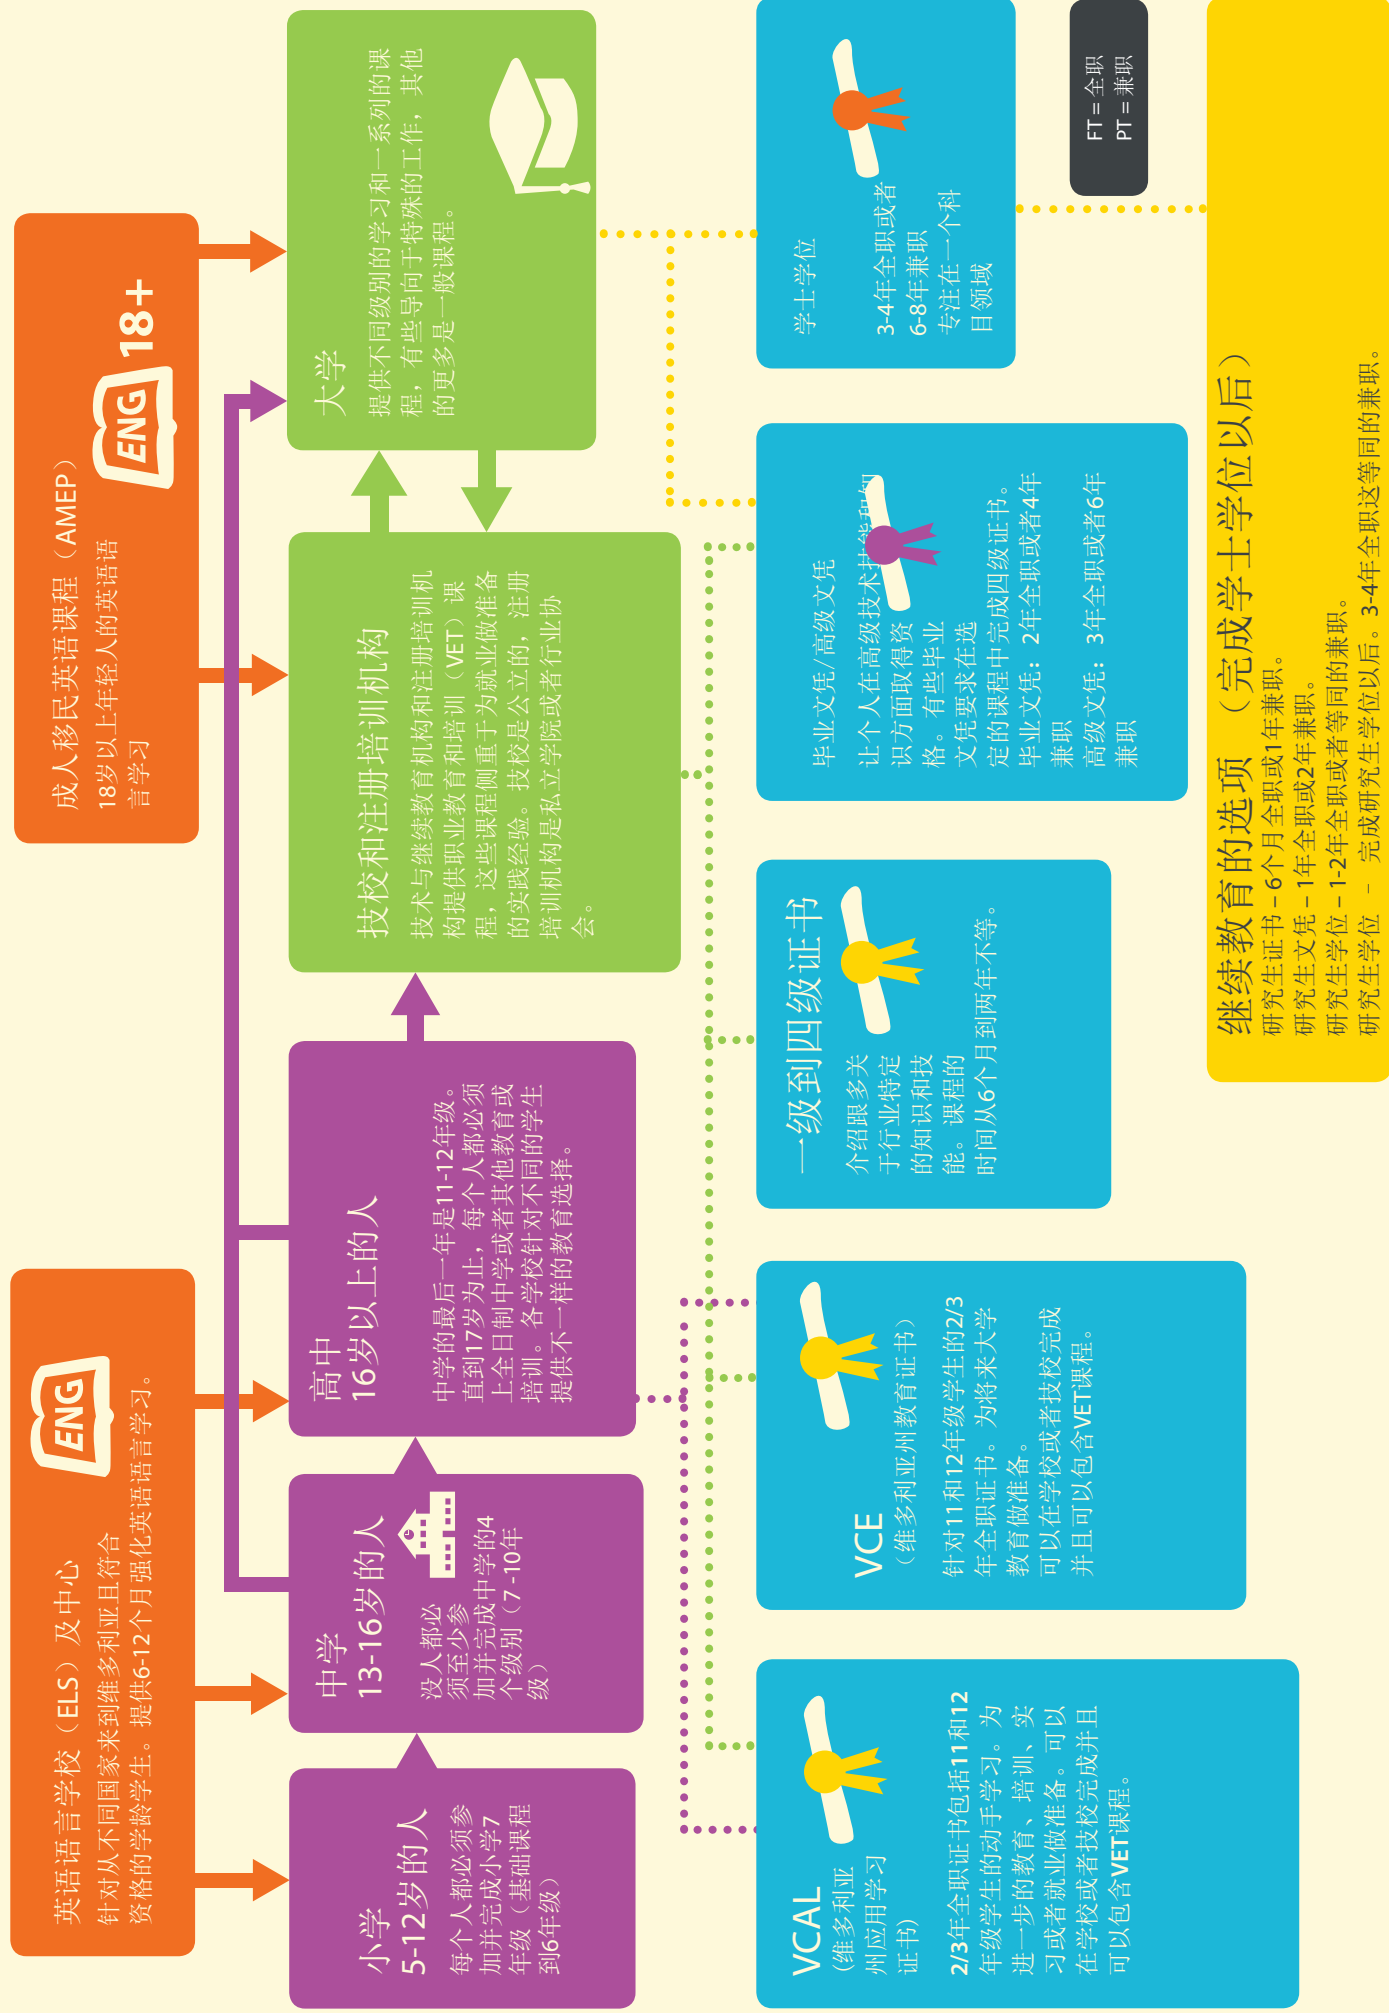 英语语言学校（ELS）及中心
针对从不同国家来到维多利亚且符合
资格的学龄学生。提供6-12个月强化英语语言学习。
ENG
成人移民英语课程（AMEP）
18岁以上年轻人的英语语
言学习
ENG
18+
小学
5-12岁的人
每个人都必须参
加并完成小学7
年级（基础课程
到6年级）
中学
13-16岁的人
没人都必
须至少参
加并完成中学的4
个级别（7 -10年
级）
高中
16岁以上的人
中学的最后一年是11-12年级。
直到17岁为止，每个人都必须
上全日制中学或者其他教育或
培训。各学校针对不同的学生
提供不一样的教育选择。
技校和注册培训机构
技术与继续教育机构和注册培训机
构提供职业教育和培训（VET）课
程，这些课程侧重于为就业做准备
的实践经验。技校是公立的，注册
培训机构是私立学院或者行业协
会。
大学
提供不同级别的学习和一系列的课
程，有些导向于特殊的工作，其他
的更多是一般课程。
VCAL
(维多利亚
州应用学习
证书)
2/3年全职证书包括11和12
年级学生的动手学习。为
进一步的教育、培训、实
习或者就业做准备。可以
在学校或者技校完成并且
可以包含VET课程。
VCE
（维多利亚州教育证书）
针对11和12年级学生的2/3
年全职证书。为将来大学
教育做准备。
可以在学校或者技校完成
并且可以包含VET课程。
一级到四级证书
介绍跟多关
于行业特定
的知识和技
能。课程的
时间从6个月到两年不等。
毕业文凭/高级文凭
让个人在高级技术技能和知
识方面取得资
格。有些毕业
文凭要求在选
定的课程中完成四级证书。
毕业文凭：2年全职或者4年
兼职
高级文凭：3年全职或者6年
兼职
学士学位
3-4年全职或者
6-8年兼职
专注在一个科
目领域
FT = 全职
PT = 兼职
继续教育的选项 （完成学士学位以后）
研究生证书 – 6个月全职或1年兼职。
研究生文凭 – 1年全职或2年兼职。
研究生学位 – 1-2年全职或者等同的兼职。
研究生学位 – 完成研究生学位以后。3-4年全职这等同的兼职。